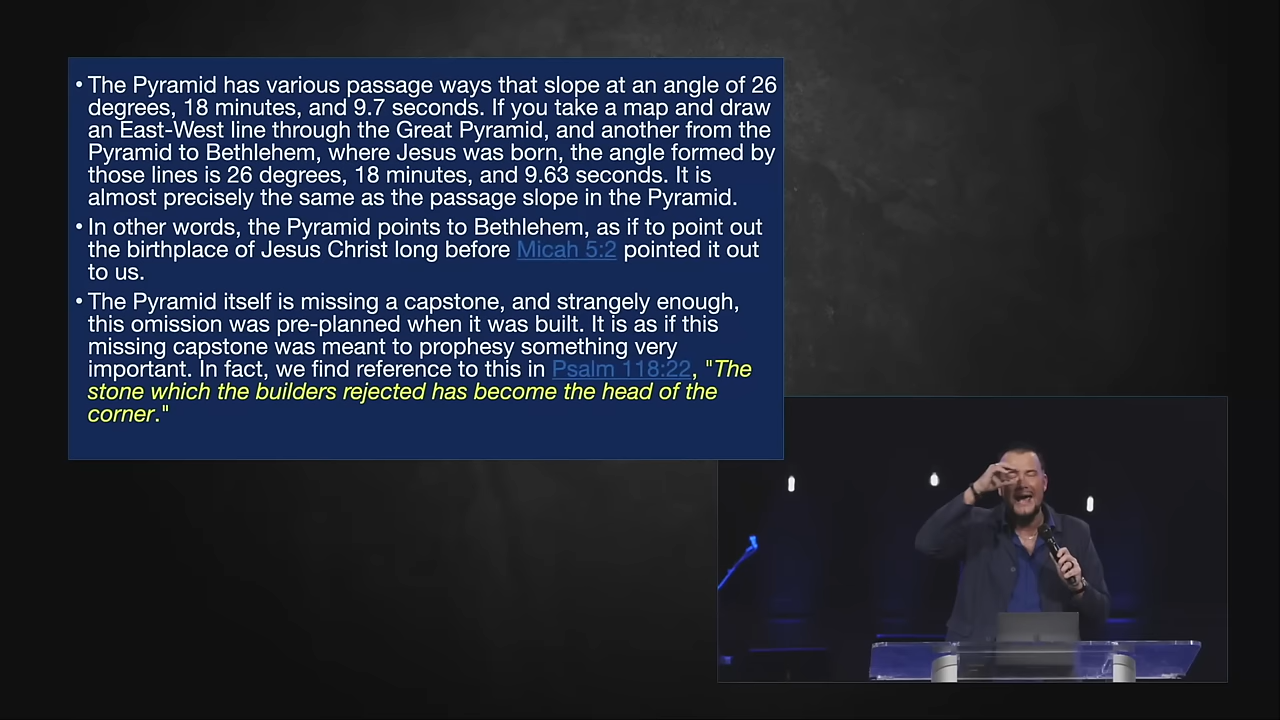 • The Pyramid has various passage ways that slope at an angle of 26
degrees, 18 minutes, and 9.7 seconds. If you take a map and draw
an East-West line through the Great Pyramid, and another from the
Pyramid to Bethlehem, where Jesus was born, the angle formed by
those lines is 26 degrees, 18 minutes, and 9.63 seconds. It is
almost precisely the same as the passage slope in the Pyramid.
• In other words, the Pyramid points to Bethlehem, as if to point out
the birthplace of Jesus Christ long before Micah 5:2 pointed it out
to us.
• The Pyramid itself is missing a capstone, and strangely enough,
this omission was pre-planned when it was built. It is as if this
missing capstone was meant to prophesy something very
important. In fact, we find reference to this in Psalm 118:22, "The
stone which the builders rejected has become the head of the
corner."